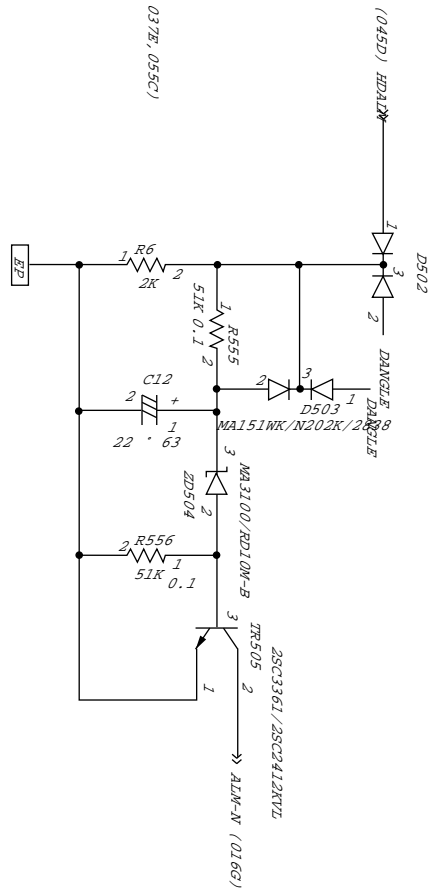 037E,055C)
(045D) HDALM
1
D502
3
2
EP
1 R6
2
2K
1
R555
51K 0.1
2
DANGLE
2
3
1
D503
DANGLE
MA151WK/N202K/2838
C12
2
+
1
22 ° 63
3
MA3100/RD10M-B
ZD504
2
2 R556
1
51K
0.1
3
TR505
2SC3361/2SC2412KVL
1
2
ALM-N (016G)